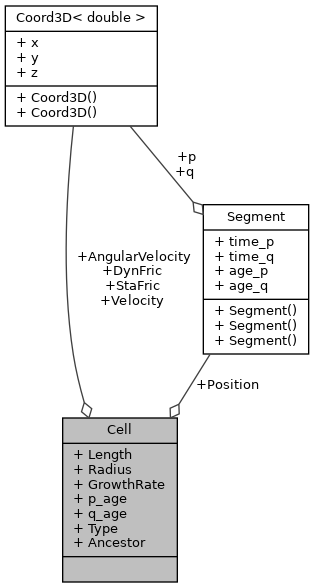 Coord3D< double >
+ x
+ y
+ z
+ Coord3D()
+ Coord3D()
+p
+q
Segment
+ time_p
+ time_q
+ age_p
+ age_q
+ Segment()
+ Segment()
+ Segment()
+AngularVelocity
+DynFric
+StaFric
+Velocity
+Position
Cell
+ Length
+ Radius
+ GrowthRate
+ p_age
+ q_age
+ Type
+ Ancestor